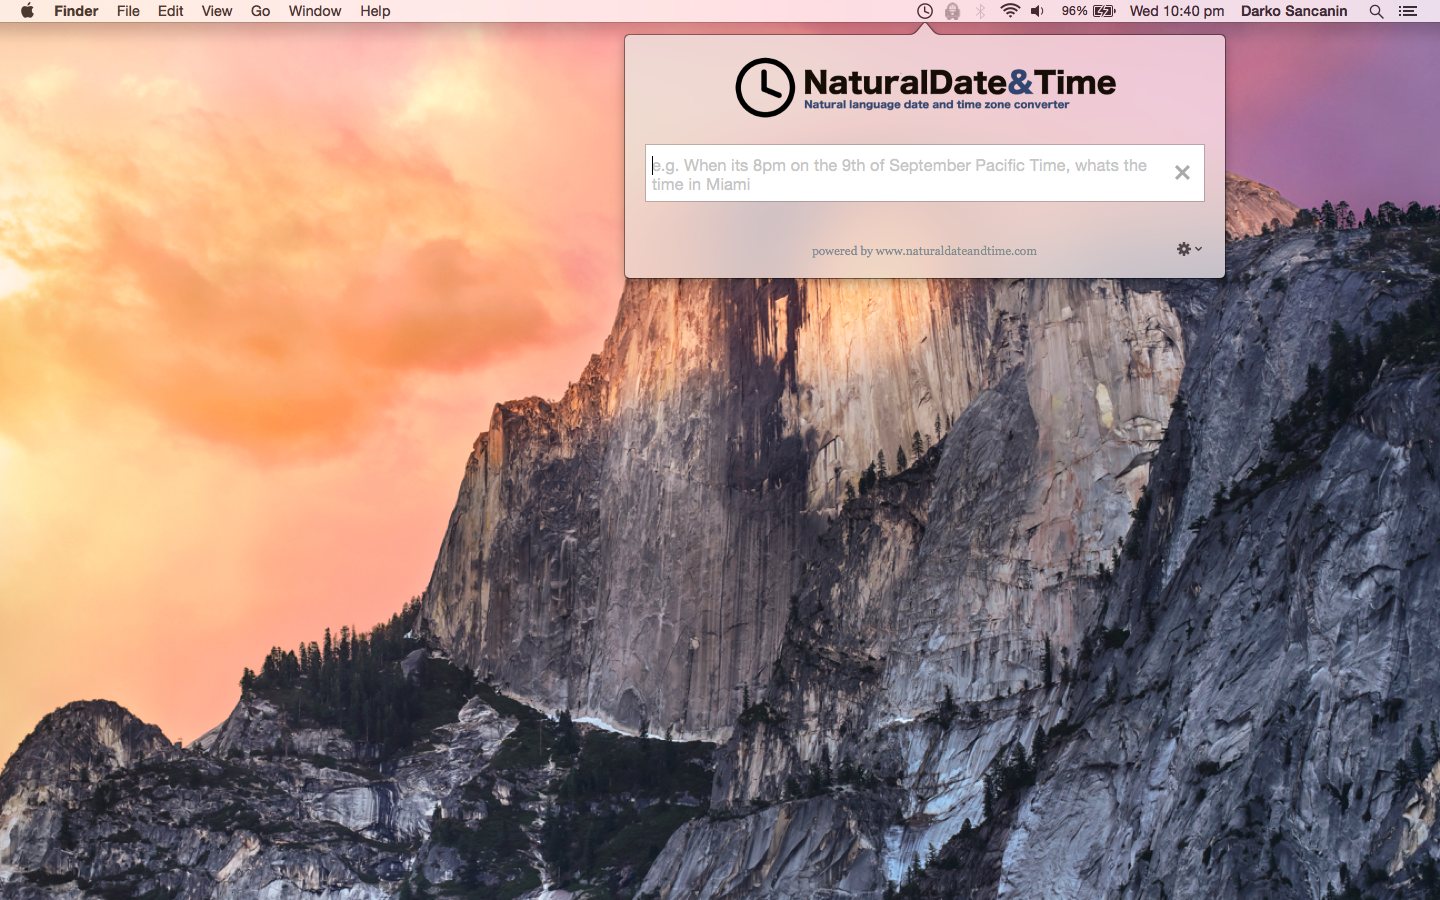 Finder File Edit View Go Window Help 96% Wed 10:40 pm Darko Sancanin
NaturalDate&Time
Natural language date and time zone converter
e.g. When its 8pm on the 9th of September Pacific Time, whats the
time in Miami
powered by www.naturaldateandtime.com